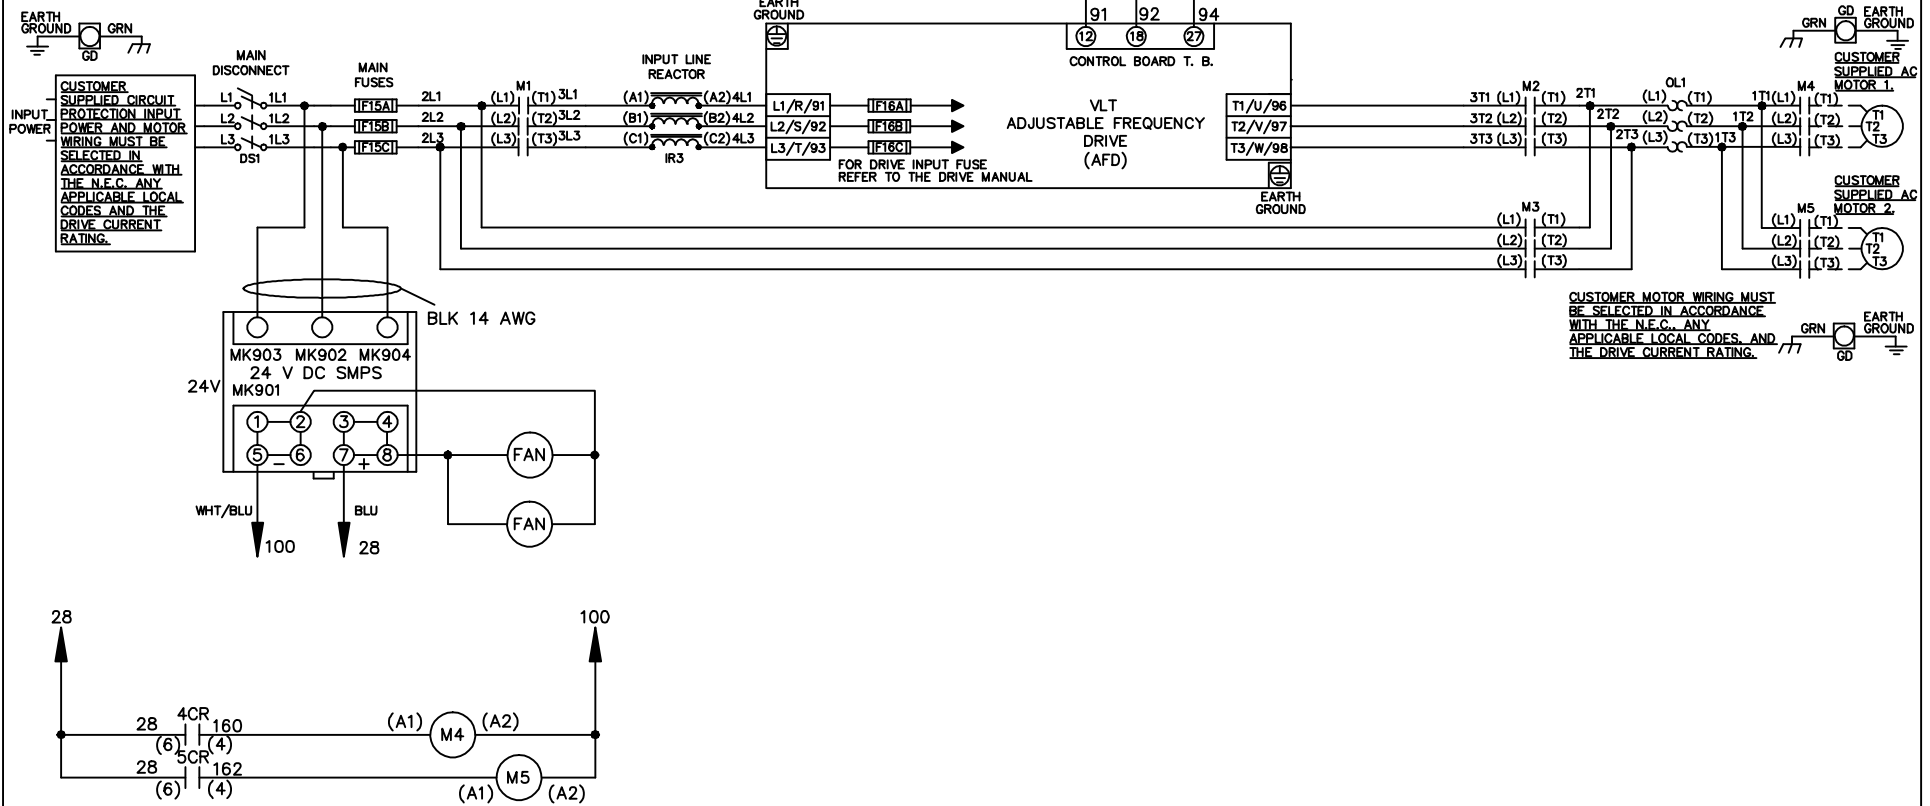 EARTH
GROUND
GRN
GD
CUSTOMER
SUPPLIED CIRCUIT
PROTECTION INPUT
POWER AND MOTOR
WIRING MUST BE
SELECTED IN
ACCORDANCE WITH
THE N.E.C. ANY
APPLICABLE LOCAL
CODES AND THE
DRIVE CURRENT
RATING.
INPUT
POWER
MAIN
DISCONNECT
L1 1L1
L2 1L2
L3 1L3
DS1
MAIN
FUSES
F15A
F15B
F15C
2L1
2L2
2L3
M1
(L1) (T1) 3L1
(L2) (T2) 3L2
(L3) (T3) 3L3
INPUT LINE
REACTOR
(A1) (A2) 4L1
(B1) (B2) 4L2
(C1) (C2) 4L3
IR3
EARTH
GROUND
91 92 94
12 18 27
CONTROL BOARD T. B.
L1/R/91
L2/S/92
L3/T/93
F16A
F16B
F16C
FOR DRIVE INPUT FUSE
REFER TO THE DRIVE MANUAL
VLT
ADJUSTABLE FREQUENCY
DRIVE
(AFD)
T1/U/96
T2/V/97
T3/W/98
EARTH
GROUND
M2
3T1 (L1) (T1) 2T1
3T2 (L2) (T2) 2T2
3T3 (L3) (T3) 2T3
OL1
(L1) (T1) 1T1
(L2) (T2) 1T2
(L3) (T3) 1T3
M4
(L1) (T1)
(L2) (T2)
(L3) (T3)
T1
T2
T3
GRN
GD
EARTH
GROUND
CUSTOMER
SUPPLIED AC
MOTOR 1.
M3
(L1) (T1)
(L2) (T2)
(L3) (T3)
CUSTOMER
SUPPLIED AC
MOTOR 2.
M5
(L1) (T1)
(L2) (T2)
(L3) (T3)
T1
T2
T3
CUSTOMER MOTOR WIRING MUST
BE SELECTED IN ACCORDANCE
WITH THE N.E.C., ANY
APPLICABLE LOCAL CODES, AND
THE DRIVE CURRENT RATING.
GRN
GD
EARTH
GROUND
BLK 14 AWG
MK903 MK902 MK904
24 V DC SMPS
24V
MK901
1 2 3 4
5 - 6 7 + 8
FAN
FAN
WHT/BLU
BLU
100
28
28
100
4CR
28 160
(6) (4)
(A1) M4 (A2)
5CR
28 162
(6) (4)
(A1) M5 (A2)